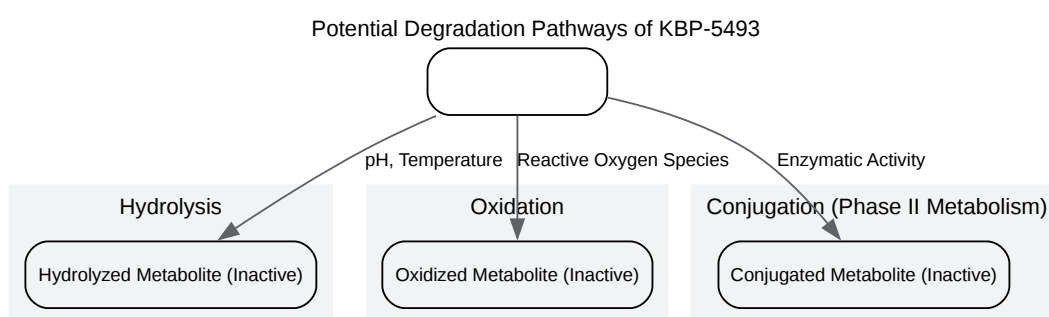 Potential Degradation Pathways of KBP-5493
pH, Temperature
Reactive Oxygen Species
Enzymatic Activity
Hydrolysis
Oxidation
Conjugation (Phase II Metabolism)
Hydrolyzed Metabolite (Inactive)
Oxidized Metabolite (Inactive)
Conjugated Metabolite (Inactive)